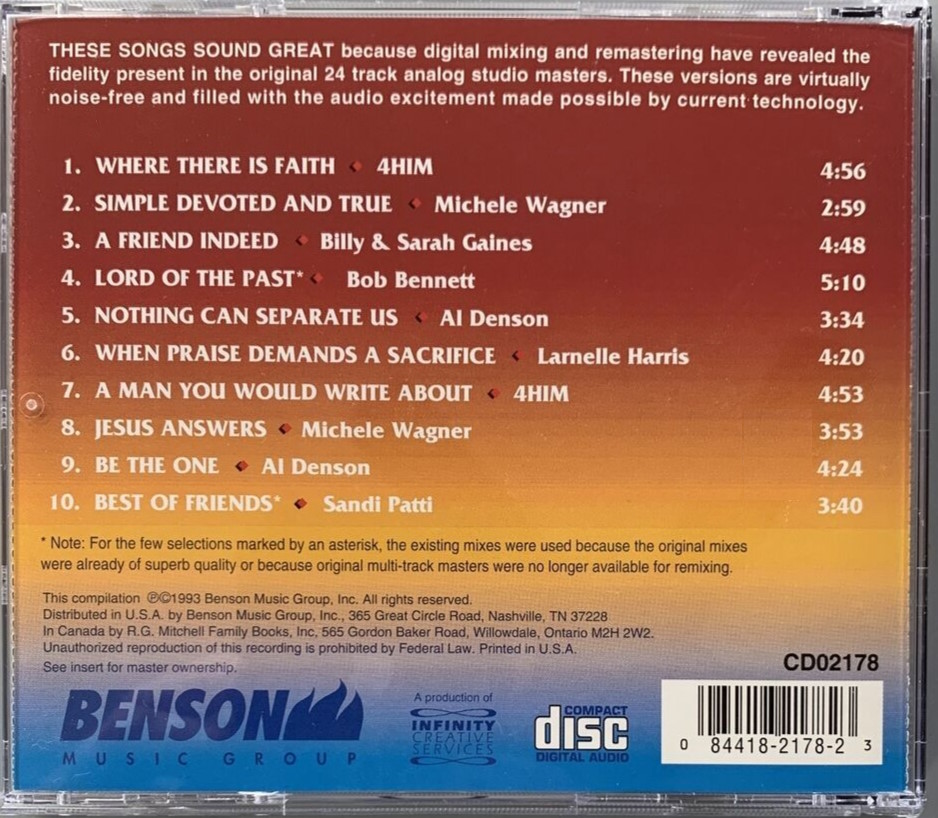 THESE SONGS SOUND GREAT because digital mixing and remastering have revealed the
fidelity present in the original 24 track analog studio masters. These versions are virtually
noise-free and filled with the audio excitement made possible by current technology.
1. WHERE THERE IS FAITH 4HIM 4:56
2. SIMPLE DEVOTED AND TRUE Michele Wagner 2:59
3. A FRIEND INDEED Billy & Sarah Gaines 4:48
4. LORD OF THE PAST* Bob Bennett 5:10
5. NOTHING CAN SEPARATE US Al Denson 3:34
6. WHEN PRAISE DEMANDS A SACRIFICE Larnelle Harris 4:20
7. A MAN YOU WOULD WRITE ABOUT 4HIM 4:53
8. JESUS ANSWERS Michele Wagner 3:53
9. BE THE ONE Al Denson 4:24
10. BEST OF FRIENDS* Sandi Patti 3:40
* Note: For the few selections marked by an asterisk, the existing mixes were used because the original mixes
were already of superb quality or because original multi-track masters were no longer available for remixing.
This compilation ℗©1993 Benson Music Group, Inc. All rights reserved.
Distributed in U.S.A. by Benson Music Group, Inc., 365 Great Circle Road, Nashville, TN 37228
In Canada by R.G. Mitchell Family Books, Inc, 565 Gordon Baker Road, Willowdale, Ontario M2H 2W2.
Unauthorized reproduction of this recording is prohibited by Federal Law. Printed in U.S.A.
See insert for master ownership.
CD02178
BENSON
MUSIC GROUP
A production of
INFINITY
CREATIVE
SERVICES
COMPACT
disc
DIGITAL AUDIO
0 84418-2178-2 3